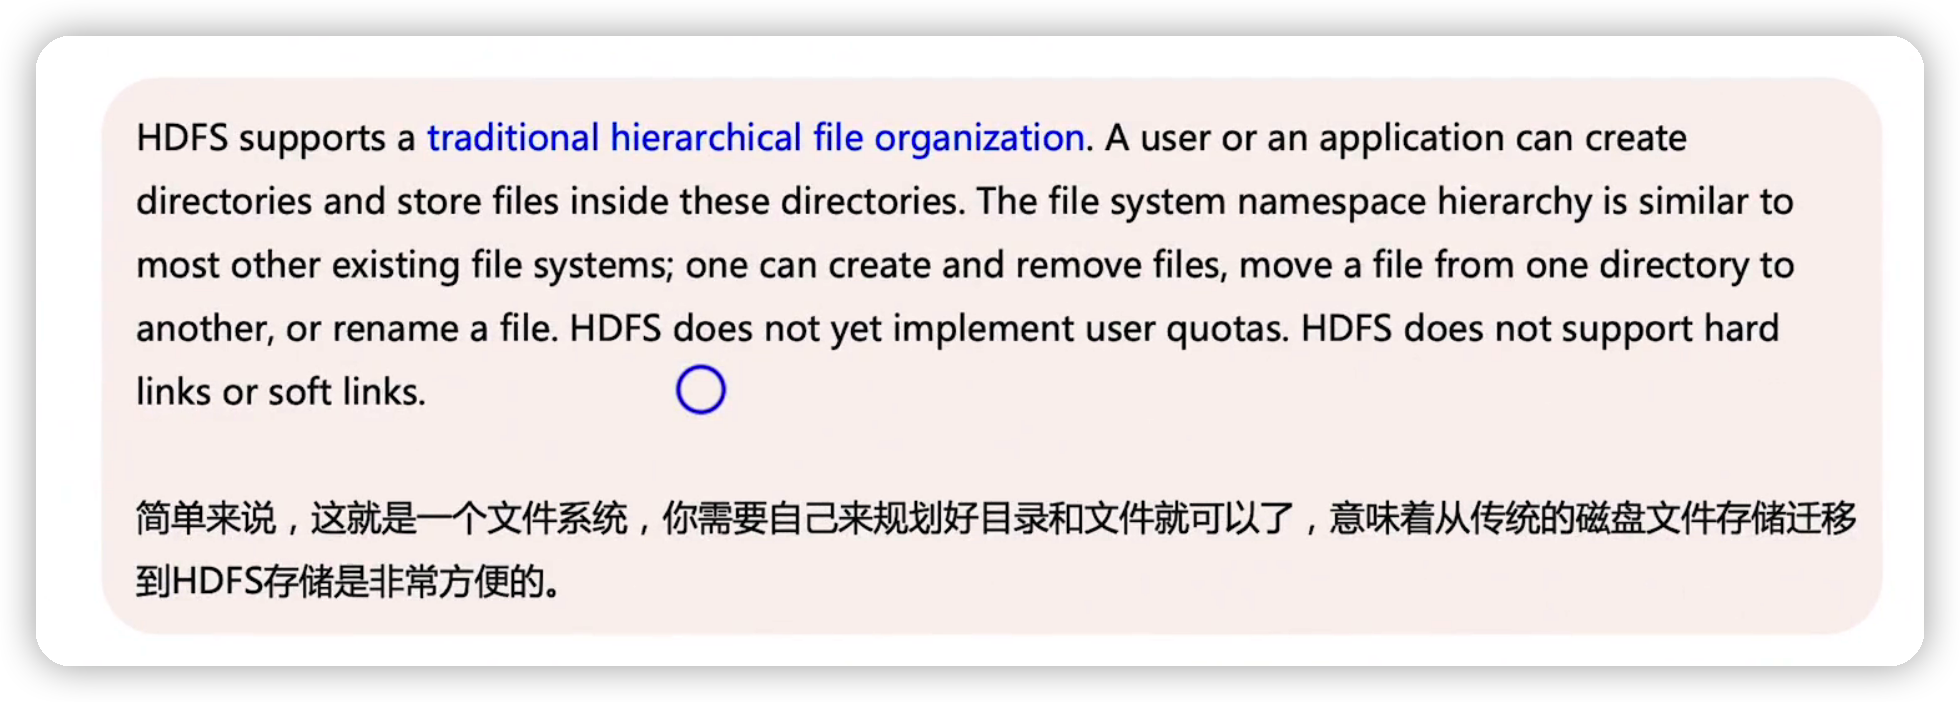 HDFS supports a traditional hierarchical file organization. A user or an application can create
directories and store files inside these directories. The file system namespace hierarchy is similar to
most other existing file systems; one can create and remove files, move a file from one directory to
another, or rename a file. HDFS does not yet implement user quotas. HDFS does not support hard
links or soft links.
简单来说，这就是一个文件系统，你需要自己来规划好目录和文件就可以了，意味着从传统的磁盘文件存储迁移
到HDFS存储是非常方便的。